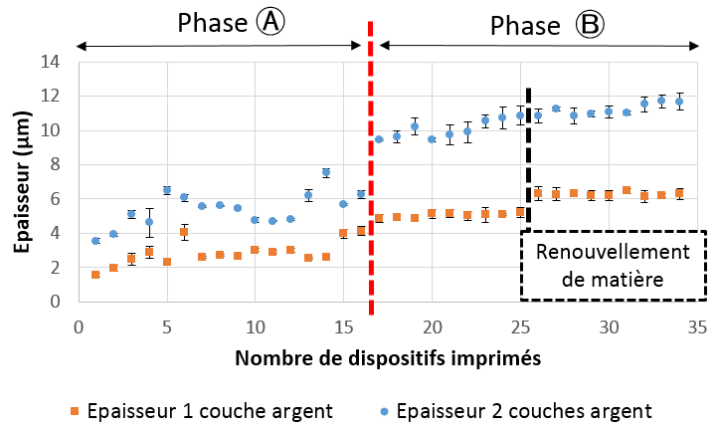 Phase Ⓐ
Phase Ⓑ
14
12
10
8
6
4
2
0
Epaisseur (µm)
Renouvellement
de matière
0 5 10 15 20 25 30 35
Nombre de dispositifs imprimés
Epaisseur 1 couche argent
Epaisseur 2 couches argent